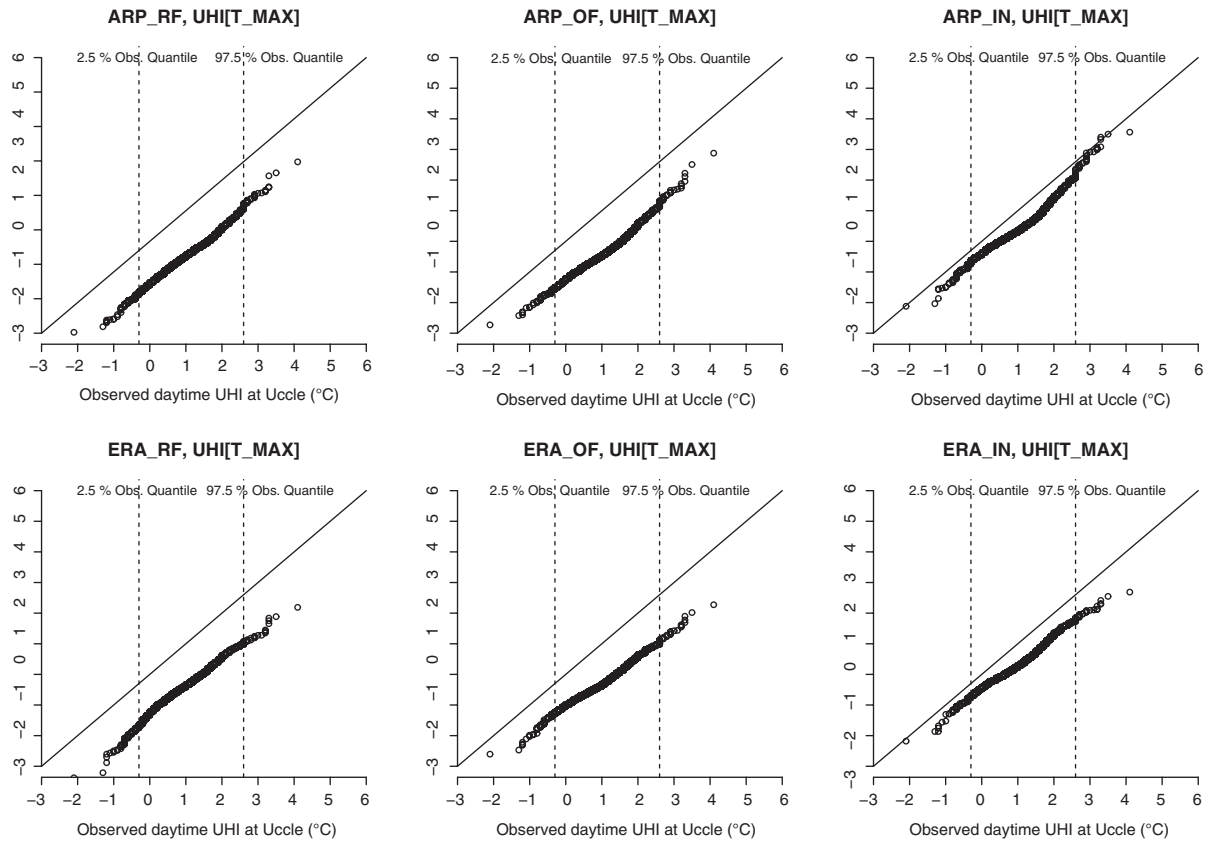 ARP_RF, UHI[T_MAX]
2.5 % Obs. Quantile 97.5 % Obs. Quantile
6
5
4
3
2
1
0
−1
−2
−3
−3 −2 −1 0 1 2 3 4 5 6
Observed daytime UHI at Uccle (°C)
ARP_OF, UHI[T_MAX]
2.5 % Obs. Quantile 97.5 % Obs. Quantile
6
5
4
3
2
1
0
−1
−2
−3
−3 −2 −1 0 1 2 3 4 5 6
Observed daytime UHI at Uccle (°C)
ARP_IN, UHI[T_MAX]
2.5 % Obs. Quantile 97.5 % Obs. Quantile
6
5
4
3
2
1
0
−1
−2
−3
−3 −2 −1 0 1 2 3 4 5 6
Observed daytime UHI at Uccle (°C)
ERA_RF, UHI[T_MAX]
2.5 % Obs. Quantile 97.5 % Obs. Quantile
6
5
4
3
2
1
0
−1
−2
−3
−3 −2 −1 0 1 2 3 4 5 6
Observed daytime UHI at Uccle (°C)
ERA_OF, UHI[T_MAX]
2.5 % Obs. Quantile 97.5 % Obs. Quantile
6
5
4
3
2
1
0
−1
−2
−3
−3 −2 −1 0 1 2 3 4 5 6
Observed daytime UHI at Uccle (°C)
ERA_IN, UHI[T_MAX]
2.5 % Obs. Quantile 97.5 % Obs. Quantile
6
5
4
3
2
1
0
−1
−2
−3
−3 −2 −1 0 1 2 3 4 5 6
Observed daytime UHI at Uccle (°C)